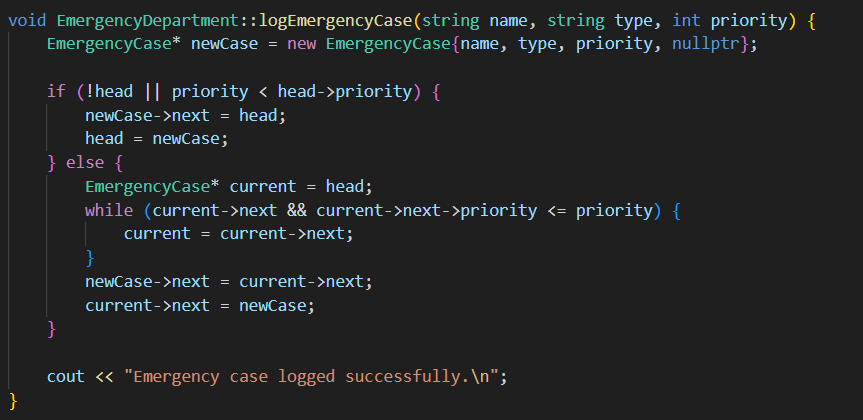 void EmergencyDepartment::logEmergencyCase(string name, string type, int priority) {
    EmergencyCase* newCase = new EmergencyCase{name, type, priority, nullptr};

    if (!head || priority < head->priority) {
        newCase->next = head;
        head = newCase;
    } else {
        EmergencyCase* current = head;
        while (current->next && current->next->priority <= priority) {
            current = current->next;
        }
        newCase->next = current->next;
        current->next = newCase;
    }

    cout << "Emergency case logged successfully.\n";
}